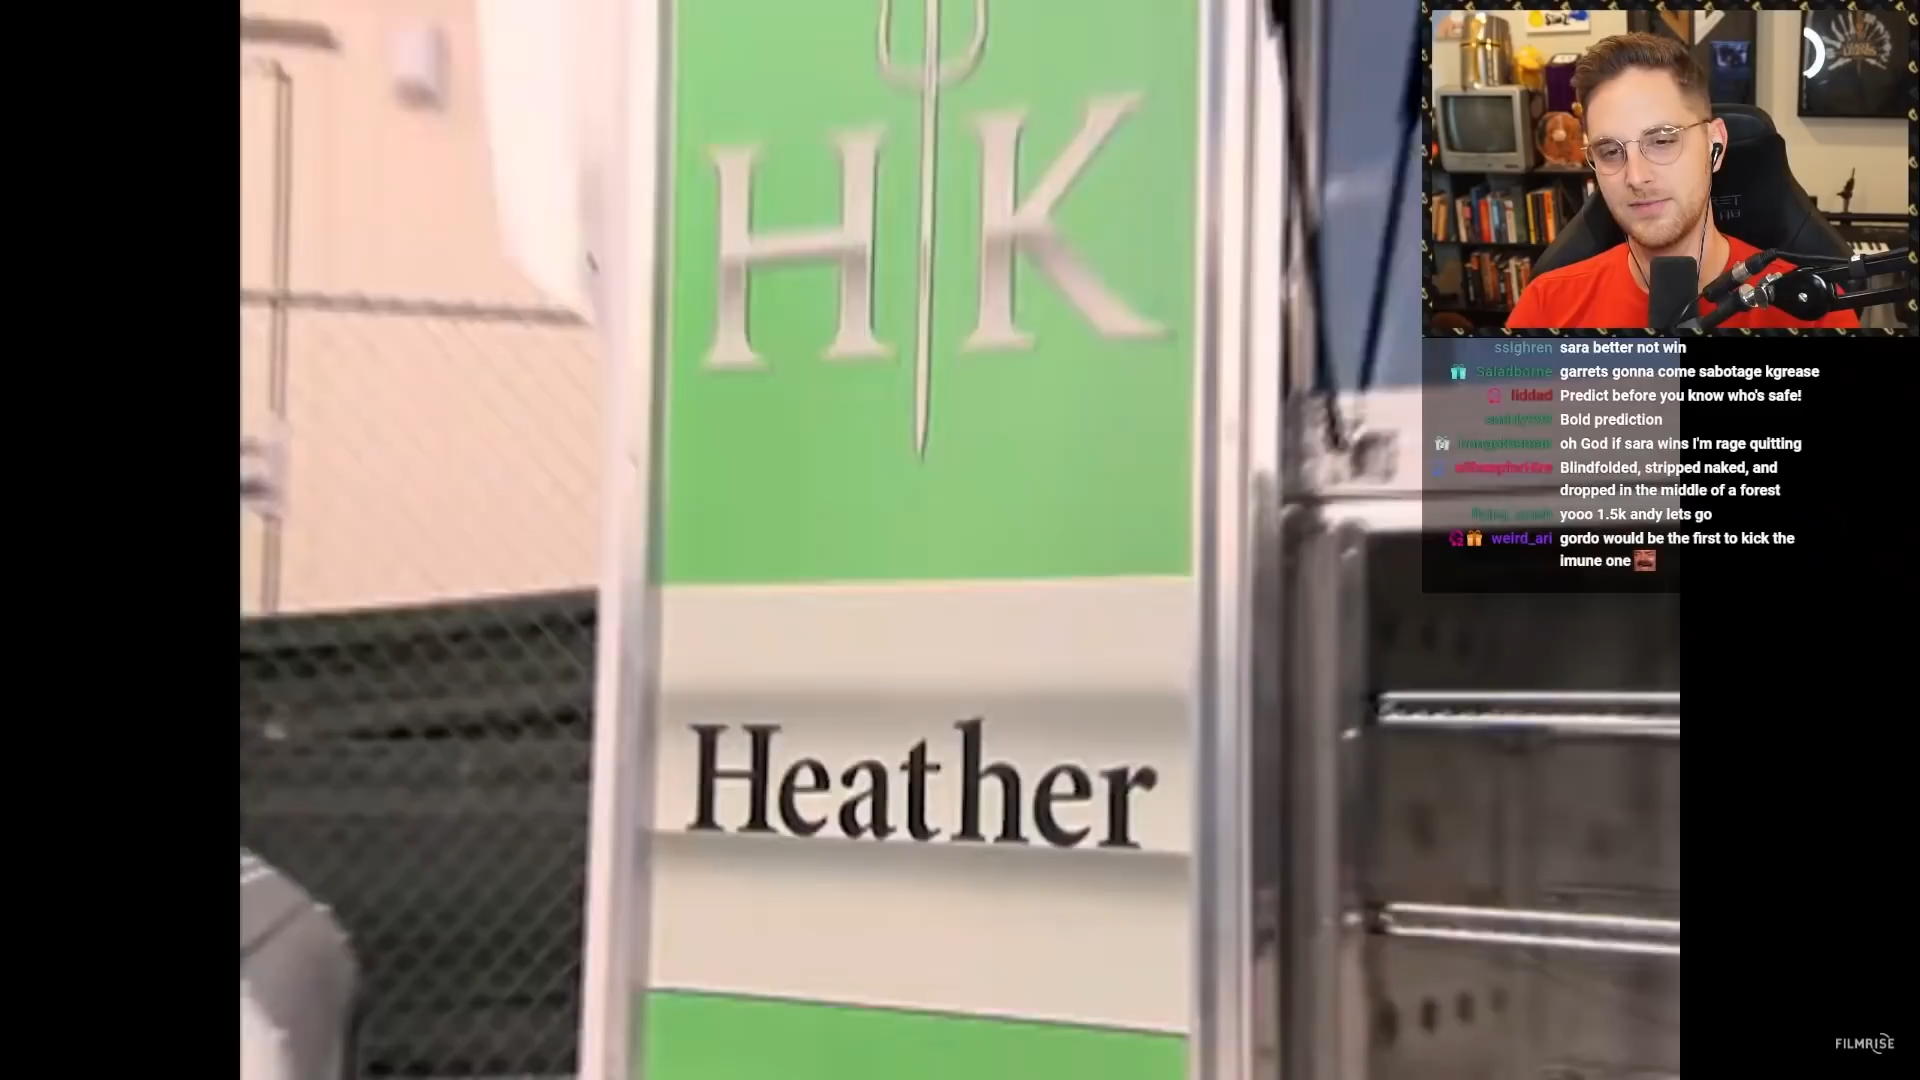 HK
Heather
sslghren sara better not win
Saladborne garrets gonna come sabotage kgrease
liddad Predict before you know who's safe!
Bold prediction
oh God if sara wins I'm rage quitting
Blindfolded, stripped naked, and
dropped in the middle of a forest
yooo 1.5k andy lets go
weird_ari gordo would be the first to kick the
imune one
FILMRISE